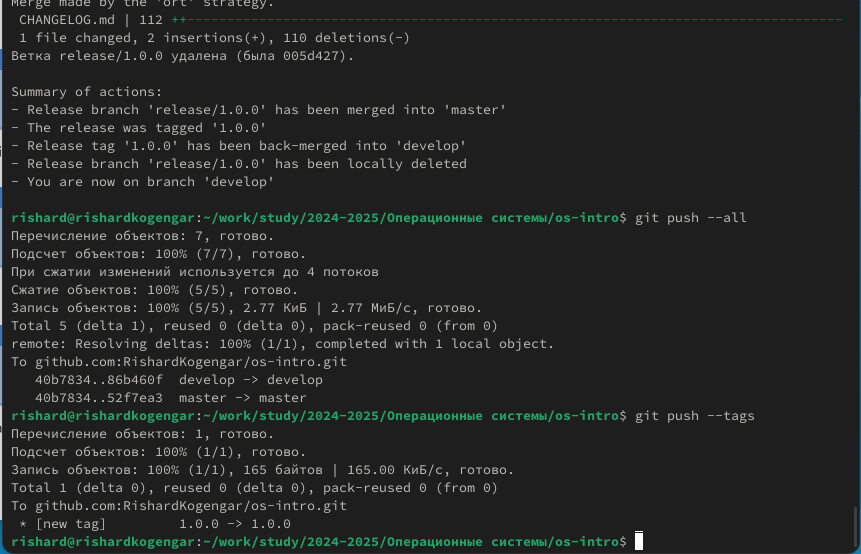 Merge made by the 'ort' strategy.
 CHANGELOG.md | 112 ++------------------------------------------------------------------------------------
 1 file changed, 2 insertions(+), 110 deletions(-)
Ветка release/1.0.0 удалена (была 005d427).
Summary of actions:
- Release branch 'release/1.0.0' has been merged into 'master'
- The release was tagged '1.0.0'
- Release tag '1.0.0' has been back-merged into 'develop'
- Release branch 'release/1.0.0' has been locally deleted
- You are now on branch 'develop'
rishard@rishardkogengar:~/work/study/2024-2025/Операционные системы/os-intro$ git push --all
Перечисление объектов: 7, готово.
Подсчет объектов: 100% (7/7), готово.
При сжатии изменений используется до 4 потоков
Сжатие объектов: 100% (5/5), готово.
Запись объектов: 100% (5/5), 2.77 КиБ | 2.77 МиБ/с, готово.
Total 5 (delta 1), reused 0 (delta 0), pack-reused 0 (from 0)
remote: Resolving deltas: 100% (1/1), completed with 1 local object.
To github.com:RishardKogengar/os-intro.git
   40b7834..86b460f  develop -> develop
   40b7834..52f7ea3  master -> master
rishard@rishardkogengar:~/work/study/2024-2025/Операционные системы/os-intro$ git push --tags
Перечисление объектов: 1, готово.
Подсчет объектов: 100% (1/1), готово.
Запись объектов: 100% (1/1), 165 байтов | 165.00 КиБ/с, готово.
Total 1 (delta 0), reused 0 (delta 0), pack-reused 0 (from 0)
To github.com:RishardKogengar/os-intro.git
 * [new tag]         1.0.0 -> 1.0.0
rishard@rishardkogengar:~/work/study/2024-2025/Операционные системы/os-intro$